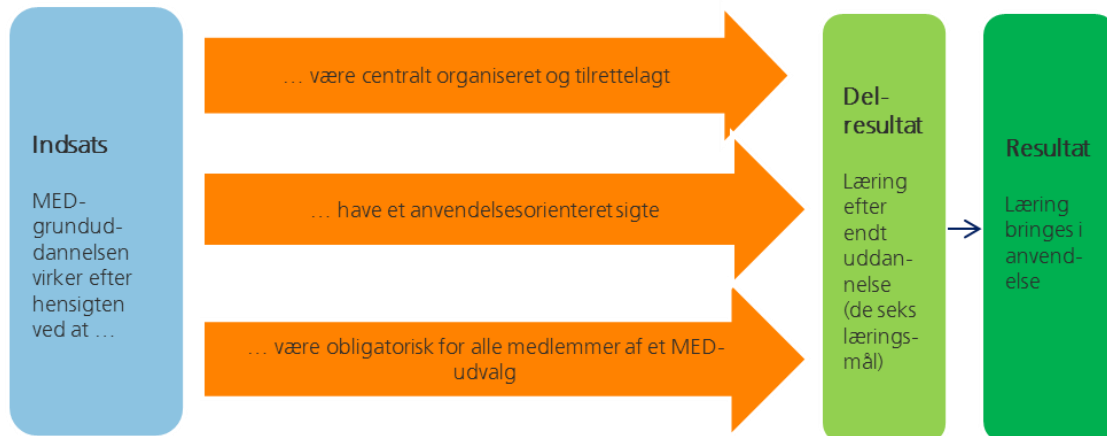 Indsats
MED-
grundud-
dannelsen
virker efter
hensigten
ved at …
… være centralt organiseret og tilrettelagt
… have et anvendelsesorienteret sigte
… være obligatorisk for alle medlemmer af et MED-
udvalg
Del-
resultat
Læring
efter
endt
uddan-
nelse
(de seks
lærings-
mål)
Resultat
Læring
bringes i
anvend-
else